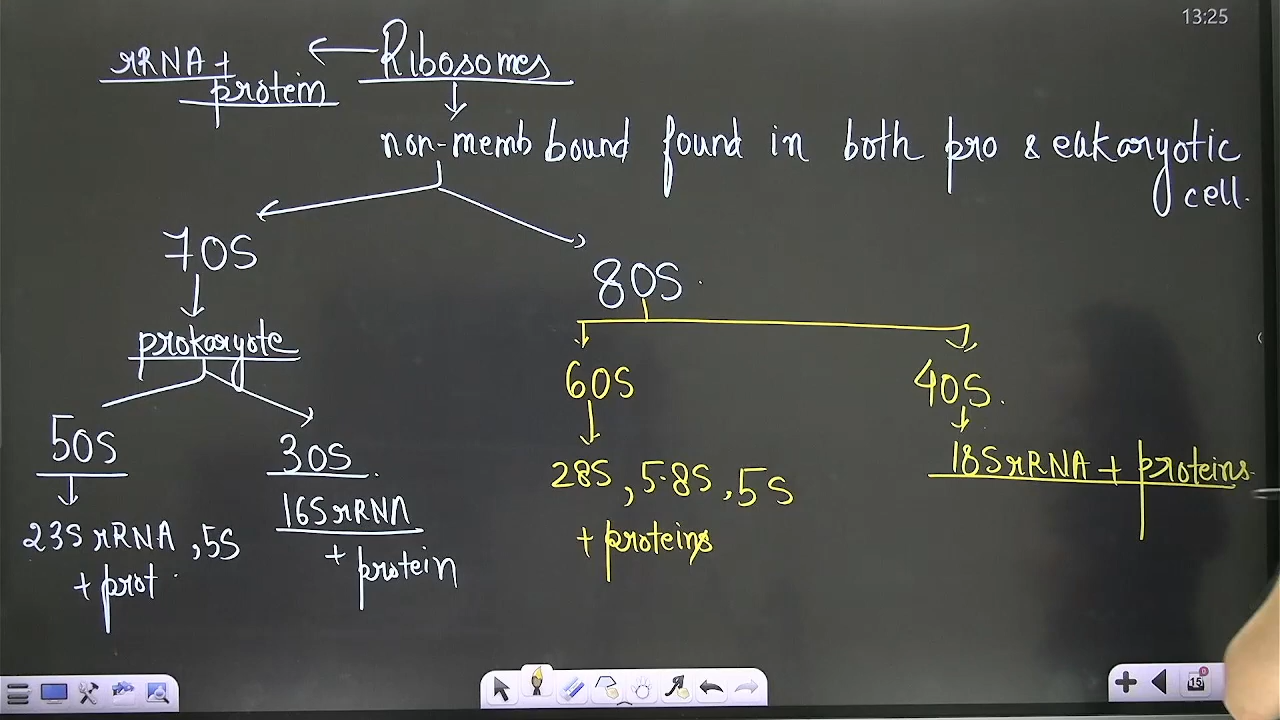 13:25
rRNA + protein ← Ribosomes
non-memb bound found in both pro & eukaryotic cell.
70S
80S.
prokaryote
60S
40S.
50S
30S.
28S, 5.8S, 5S
+ proteins
18S rRNA + proteins.
23S rRNA, 5S
+ prot.
16S rRNA
+ protein
15